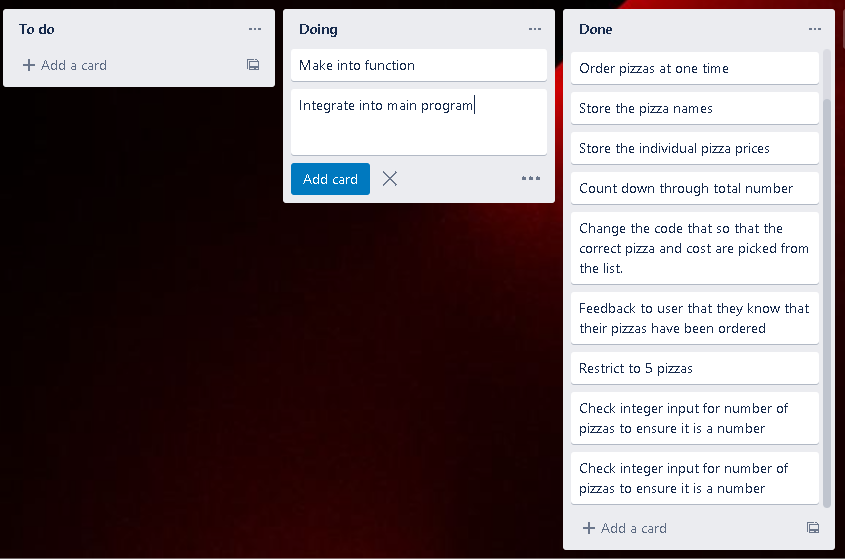 To do
Add a card
Doing
Make into function
Integrate into main program
Add card
Done
Order pizzas at one time
Store the pizza names
Store the individual pizza prices
Count down through total number
Change the code that so that the
correct pizza and cost are picked from
the list.
Feedback to user that they know that
their pizzas have been ordered
Restrict to 5 pizzas
Check integer input for number of
pizzas to ensure it is a number
Check integer input for number of
pizzas to ensure it is a number
Add a card